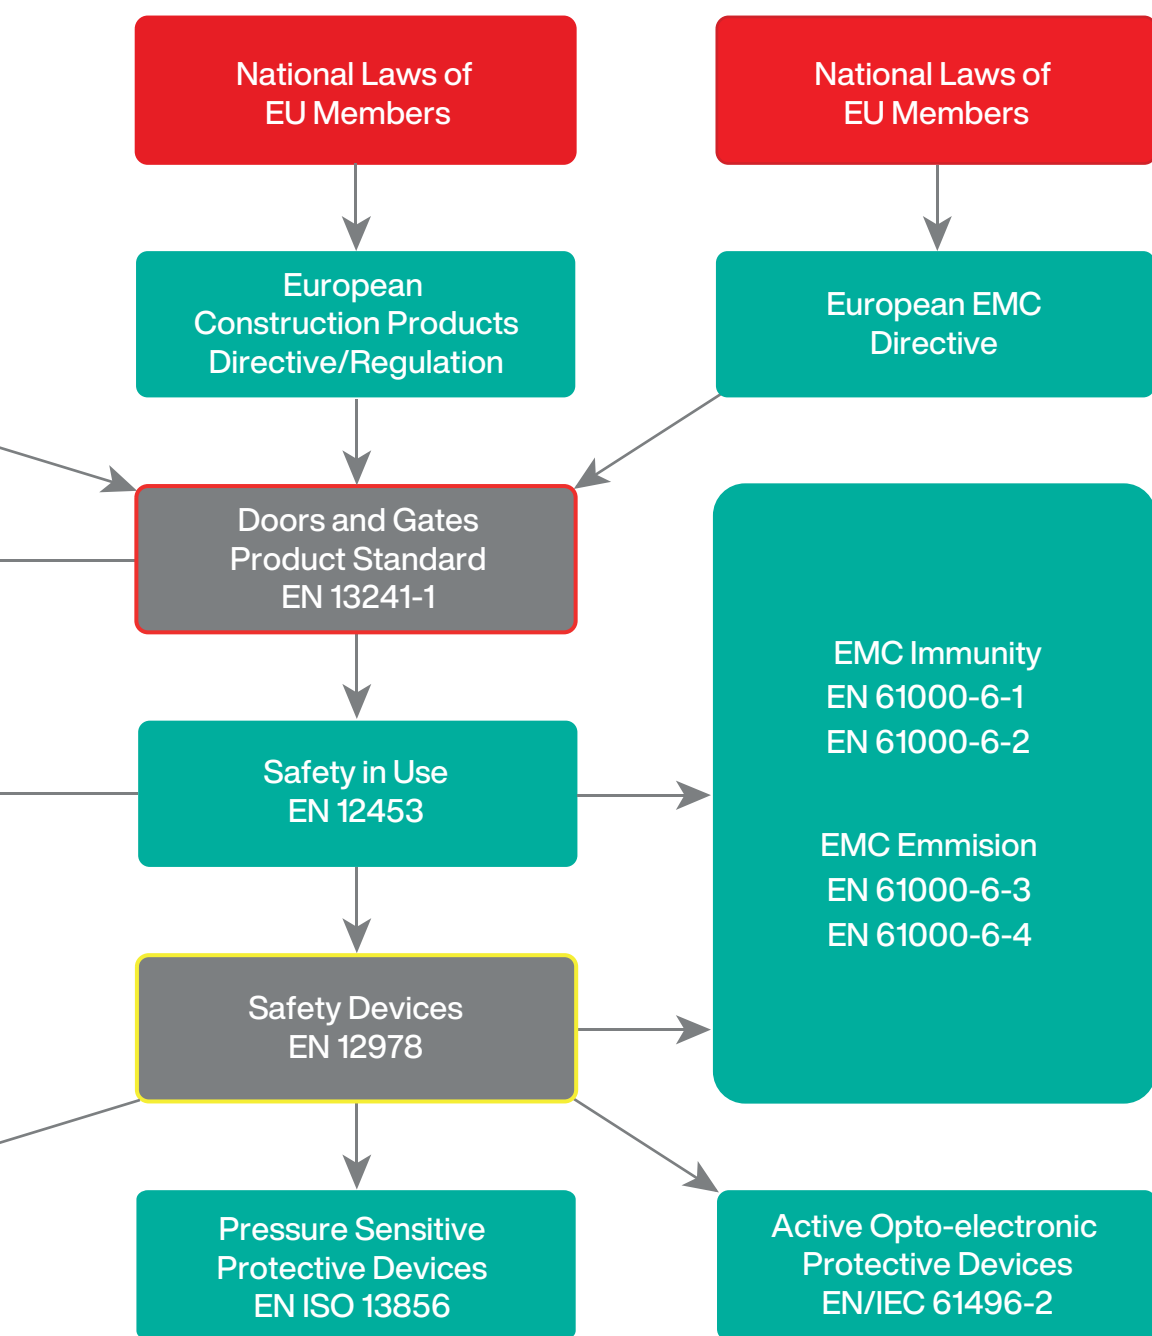 National Laws of
EU Members
National Laws of
EU Members
European
Construction Products
Directive/Regulation
European EMC
Directive
Doors and Gates
Product Standard
EN 13241-1
EMC Immunity
EN 61000-6-1
EN 61000-6-2
EMC Emmision
EN 61000-6-3
EN 61000-6-4
Safety in Use
EN 12453
Safety Devices
EN 12978
Pressure Sensitive
Protective Devices
EN ISO 13856
Active Opto-electronic
Protective Devices
EN/IEC 61496-2